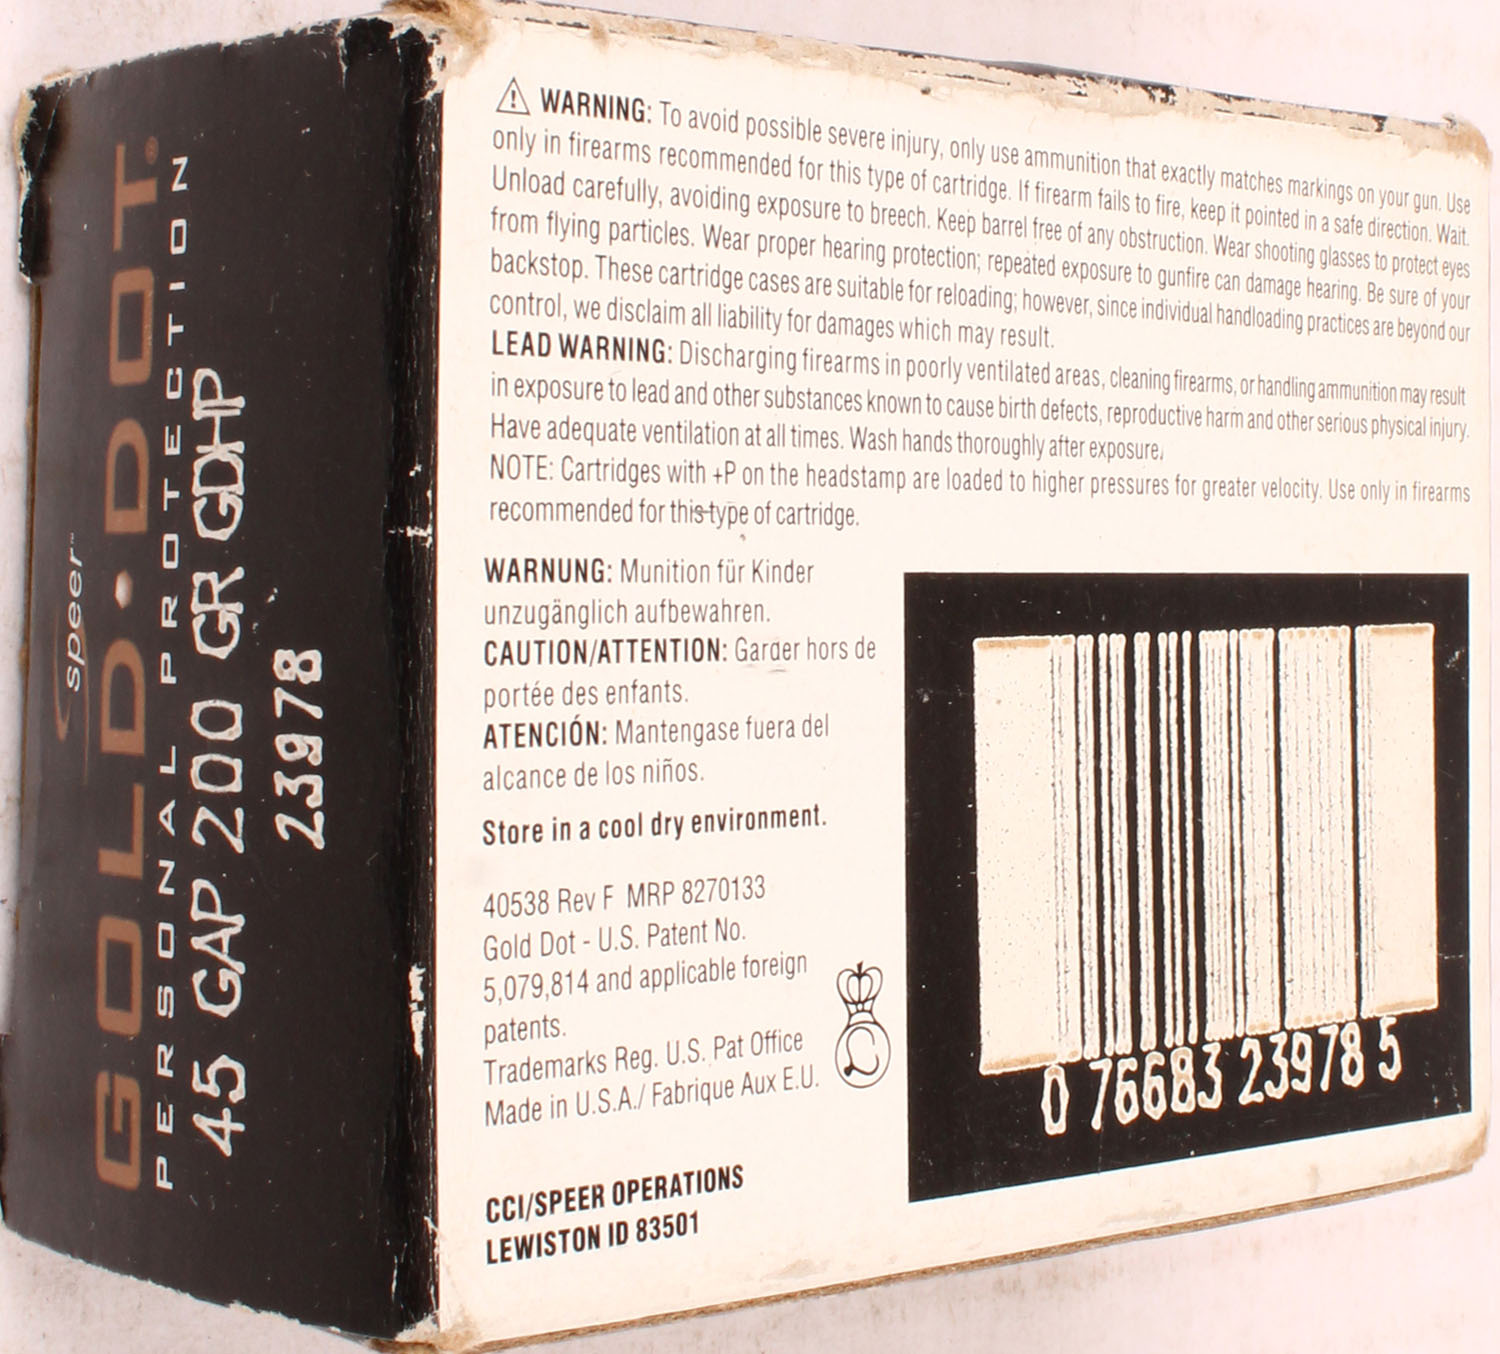 speer™
GOLD·DOT®
PERSONAL PROTECTION
45 GAP 200 GR GDHP
23978
⚠ WARNING: To avoid possible severe injury, only use ammunition that exactly matches markings on your gun. Use
only in firearms recommended for this type of cartridge. If firearm fails to fire, keep it pointed in a safe direction. Wait.
Unload carefully, avoiding exposure to breech. Keep barrel free of any obstruction. Wear shooting glasses to protect eyes
from flying particles. Wear proper hearing protection; repeated exposure to gunfire can damage hearing. Be sure of your
backstop. These cartridge cases are suitable for reloading; however, since individual handloading practices are beyond our
control, we disclaim all liability for damages which may result.
LEAD WARNING: Discharging firearms in poorly ventilated areas, cleaning firearms, or handling ammunition may result
in exposure to lead and other substances known to cause birth defects, reproductive harm and other serious physical injury.
Have adequate ventilation at all times. Wash hands thoroughly after exposure.
NOTE: Cartridges with +P on the headstamp are loaded to higher pressures for greater velocity. Use only in firearms
recommended for this type of cartridge.
WARNUNG: Munition für Kinder
unzugänglich aufbewahren.
CAUTION/ATTENTION: Garder hors de
portée des enfants.
ATENCIÓN: Mantengase fuera del
alcance de los niños.
Store in a cool dry environment.
40538 Rev F MRP 8270133
Gold Dot - U.S. Patent No.
5,079,814 and applicable foreign
patents.
Trademarks Reg. U.S. Pat Office
Made in U.S.A./ Fabrique Aux E.U.
CCI/SPEER OPERATIONS
LEWISTON ID 83501
0 76683 23978 5